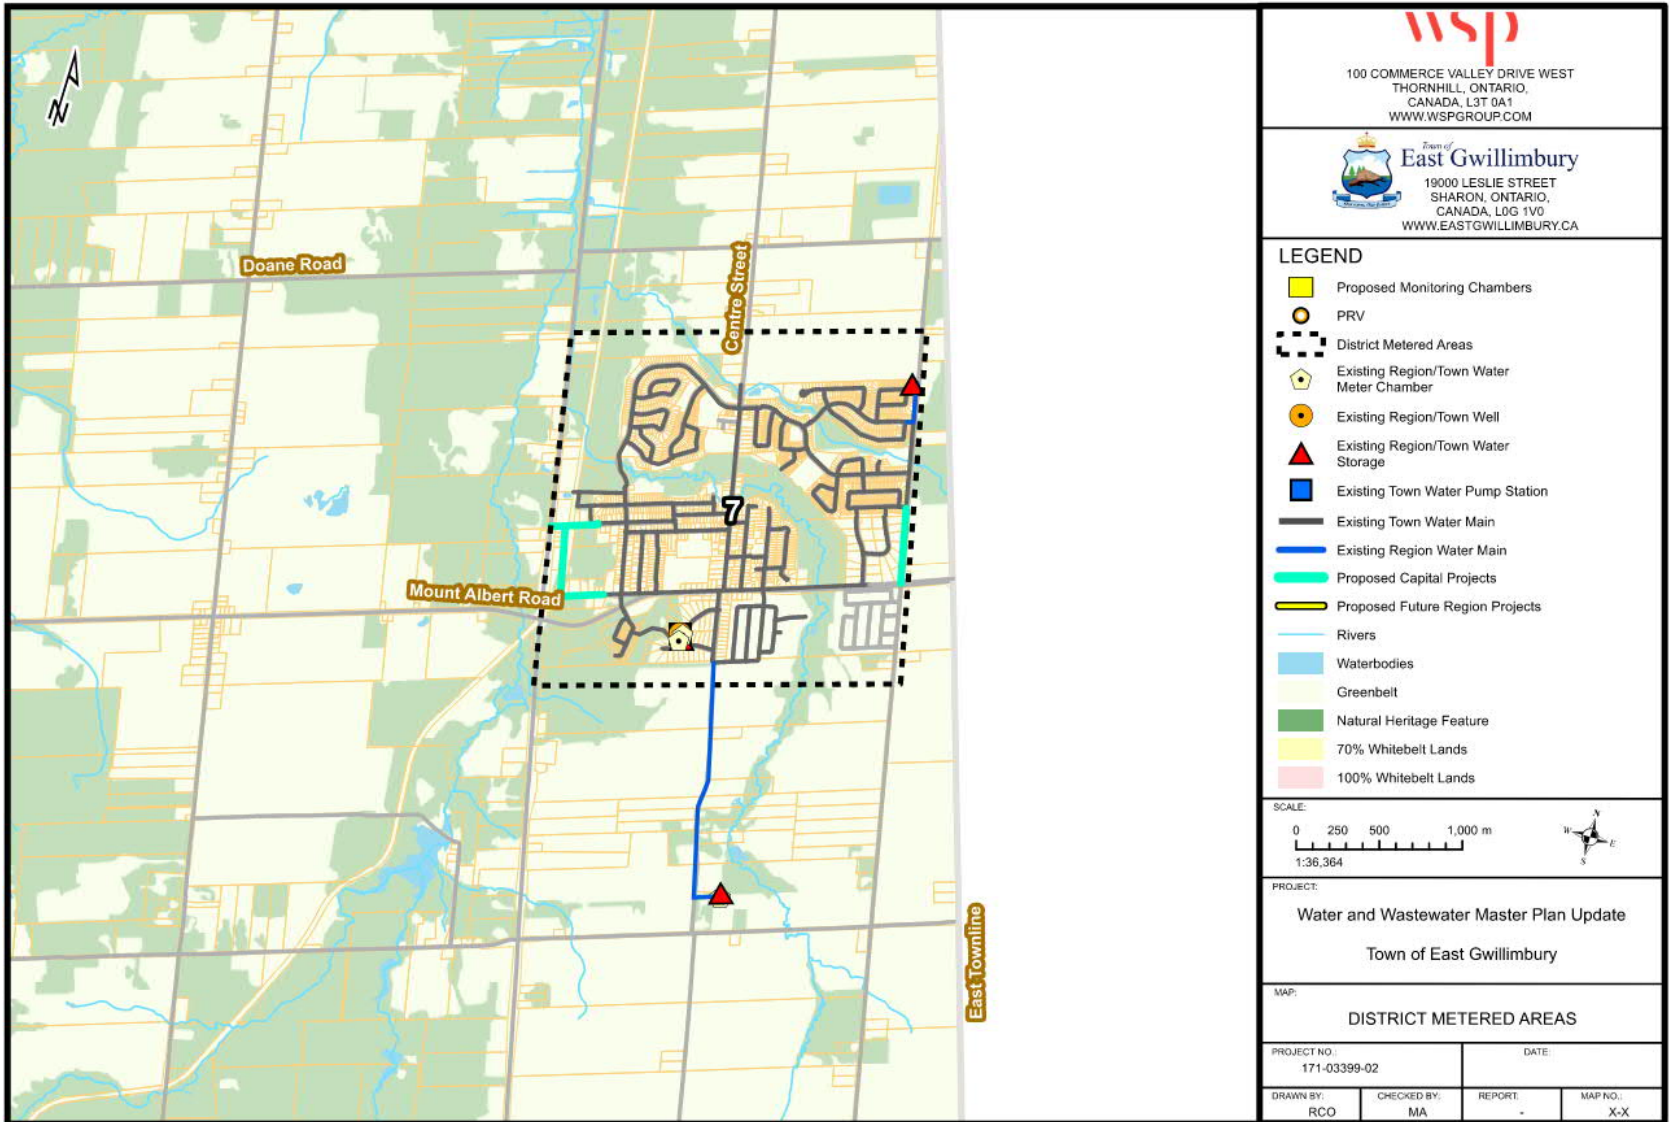 N
Doane Road
Centre Street
7
Mount Albert Road
East Townline
wsp
100 COMMERCE VALLEY DRIVE WEST
THORNHILL, ONTARIO,
CANADA, L3T 0A1
WWW.WSPGROUP.COM
Town of
East Gwillimbury
19000 LESLIE STREET
SHARON, ONTARIO,
CANADA, L0G 1V0
WWW.EASTGWILLIMBURY.CA
LEGEND
Proposed Monitoring Chambers
PRV
District Metered Areas
Existing Region/Town Water
Meter Chamber
Existing Region/Town Well
Existing Region/Town Water
Storage
Existing Town Water Pump Station
Existing Town Water Main
Existing Region Water Main
Proposed Capital Projects
Proposed Future Region Projects
Rivers
Waterbodies
Greenbelt
Natural Heritage Feature
70% Whitebelt Lands
100% Whitebelt Lands
SCALE:
0 250 500 1,000 m
1:36,364
N
W
E
S
PROJECT:
Water and Wastewater Master Plan Update
Town of East Gwillimbury
MAP:
DISTRICT METERED AREAS
PROJECT NO.:
171-03399-02
DATE:
DRAWN BY:
RCO
CHECKED BY:
MA
REPORT:
-
MAP NO.:
X-X